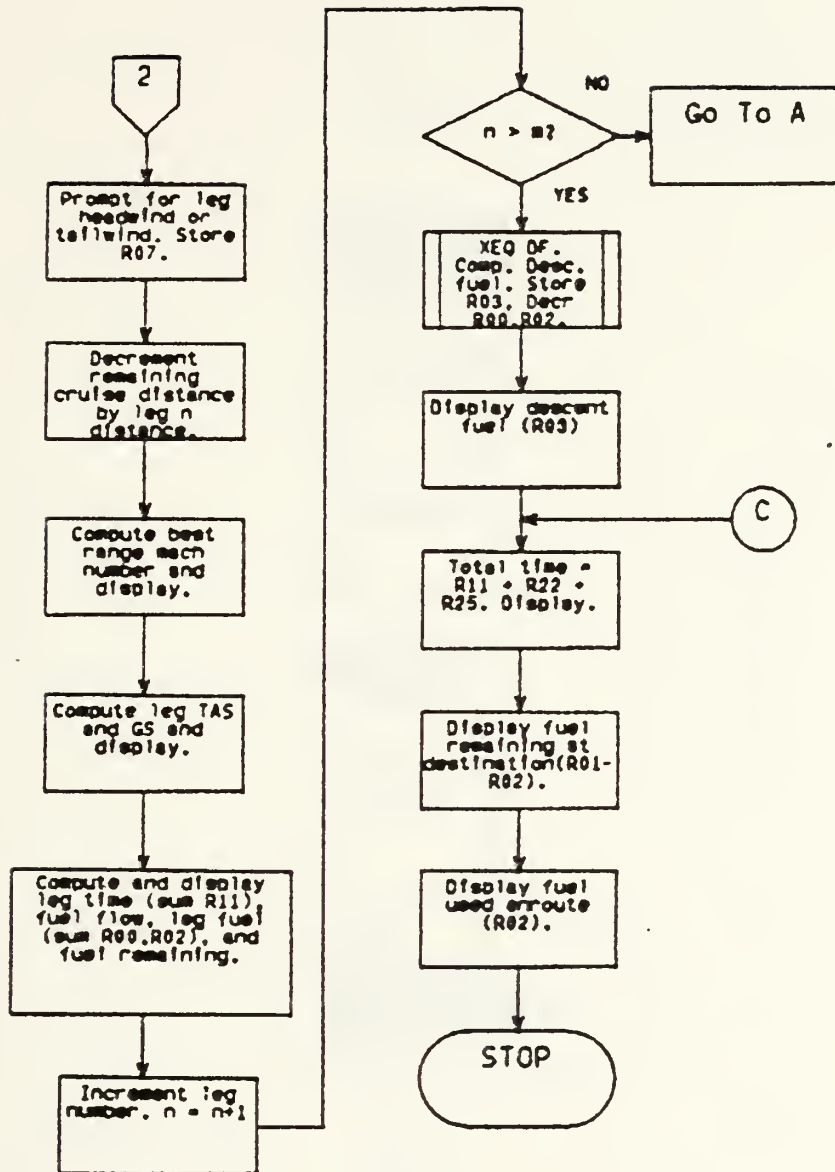 2
Prompt for leg
headwind or
tailwind. Store
R07.
Decrement
remaining
cruise distance
by leg n
distance.
Compute best
range mach
number and
display.
Compute leg TAS
and GS and
display.
Compute and display
leg time (sum R11),
fuel flow, leg fuel
(sum R00,R02), and
fuel remaining.
Increment leg
number. n = n+1
n > m?
NO
Go To A
YES
XEQ DF.
Comp. Desc.
fuel. Store
R03. Decr
R00,R02.
Display descent
fuel (R03)
C
Total time =
R11 + R22 +
R25. Display.
Display fuel
remaining at
destination(R01-
R02).
Display fuel
used enroute
(R02).
STOP